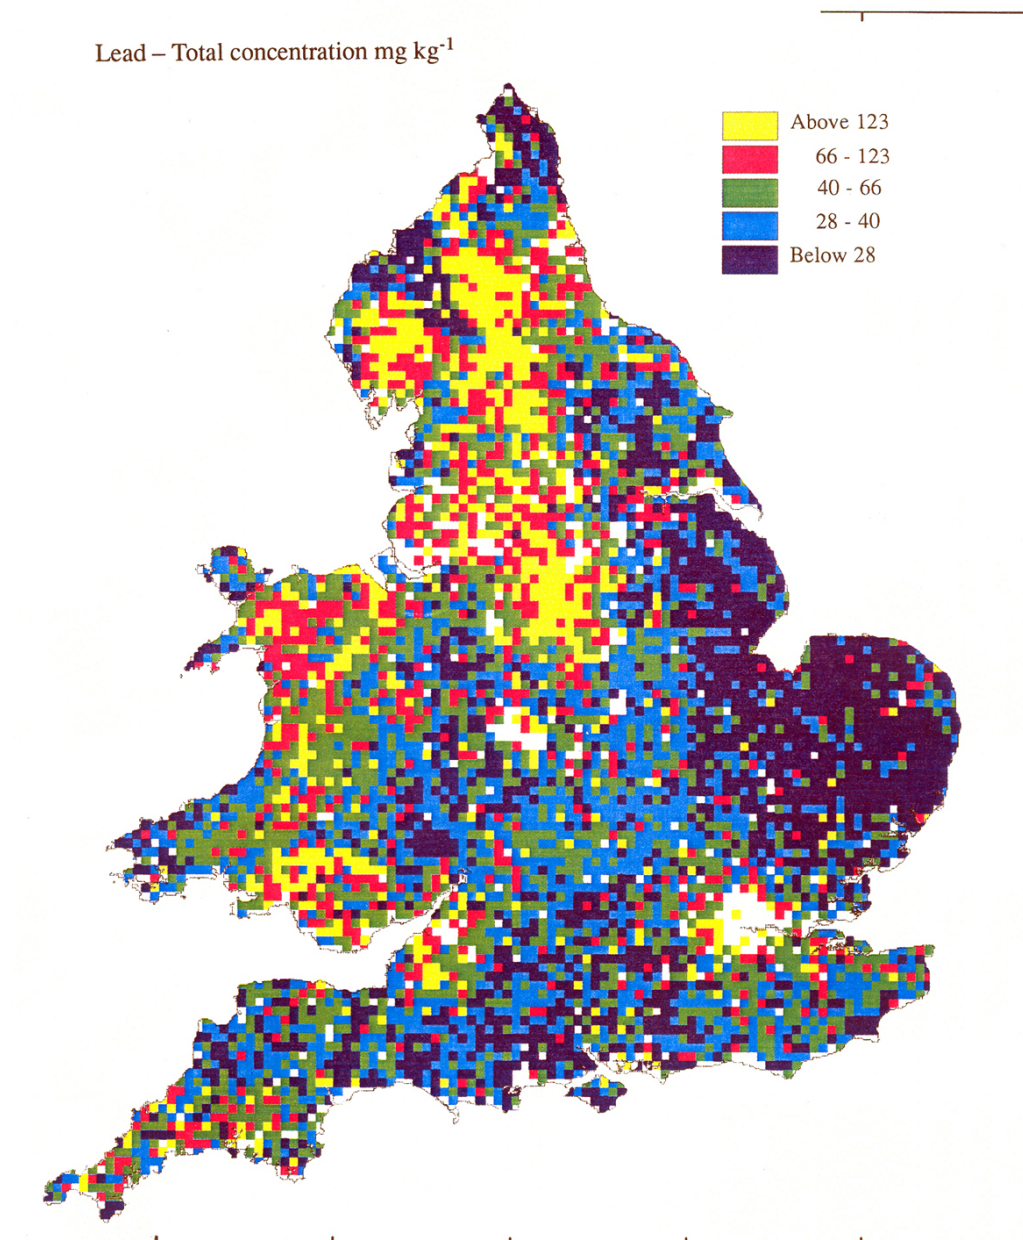 Lead – Total concentration mg kg-1
Above 123
66 - 123
40 - 66
28 - 40
Below 28